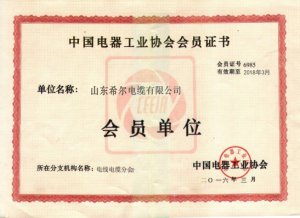 中国电器工业协会会员证书
会员证号 6985
有效期至 2018年3月
单位名称： 山东希尔电缆有限公司
CEEIA
会员单位
所在分支机构名称： 电线电缆分会
中国电器工业协会
二〇一六年三月